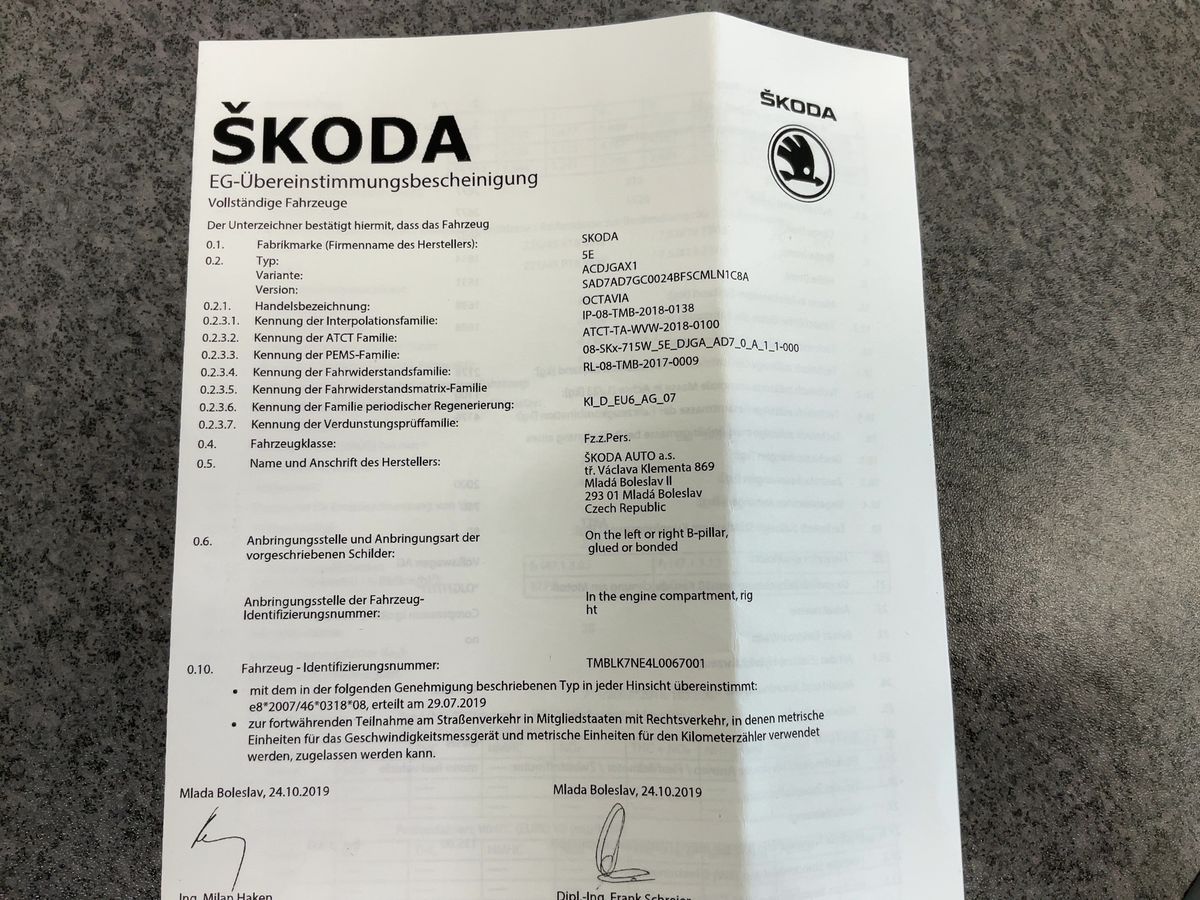 ŠKODA
ŠKODA
EG-Übereinstimmungsbescheinigung
Vollständige Fahrzeuge
Der Unterzeichner bestätigt hiermit, dass das Fahrzeug
0.1. Fabrikmarke (Firmenname des Herstellers): SKODA
0.2. Typ: 5E
Variante: ACDJGAX1
Version: SAD7AD7GC0024BFSCMLN1C8A
0.2.1. Handelsbezeichnung: OCTAVIA
0.2.3.1. Kennung der Interpolationsfamilie: IP-08-TMB-2018-0138
0.2.3.2. Kennung der ATCT Familie: ATCT-TA-WVW-2018-0100
0.2.3.3. Kennung der PEMS-Familie: 08-SKx-715W_5E_DJGA_AD7_0_A_1_1-000
0.2.3.4. Kennung der Fahrwiderstandsfamilie: RL-08-TMB-2017-0009
0.2.3.5. Kennung der Fahrwiderstandsmatrix-Familie
0.2.3.6. Kennung der Familie periodischer Regenerierung: KI_D_EU6_AG_07
0.2.3.7. Kennung der Verdunstungsprüffamilie:
0.4. Fahrzeugklasse: Fz.z.Pers.
0.5. Name und Anschrift des Herstellers: ŠKODA AUTO a.s.
tř. Václava Klementa 869
Mladá Boleslav II
293 01 Mladá Boleslav
Czech Republic
0.6. Anbringungsstelle und Anbringungsart der On the left or right B-pillar,
vorgeschriebenen Schilder: glued or bonded
Anbringungsstelle der Fahrzeug- In the engine compartment, rig
Identifizierungsnummer: ht
0.10. Fahrzeug - Identifizierungsnummer: TMBLK7NE4L0067001
• mit dem in der folgenden Genehmigung beschriebenen Typ in jeder Hinsicht übereinstimmt:
e8*2007/46*0318*08, erteilt am 29.07.2019
• zur fortwährenden Teilnahme am Straßenverkehr in Mitgliedstaaten mit Rechtsverkehr, in denen metrische
Einheiten für das Geschwindigkeitsmessgerät und metrische Einheiten für den Kilometerzähler verwendet
werden, zugelassen werden kann.
Mlada Boleslav, 24.10.2019 Mlada Boleslav, 24.10.2019
Ing. Milan Haken Dipl.-Ing. Frank Schreier